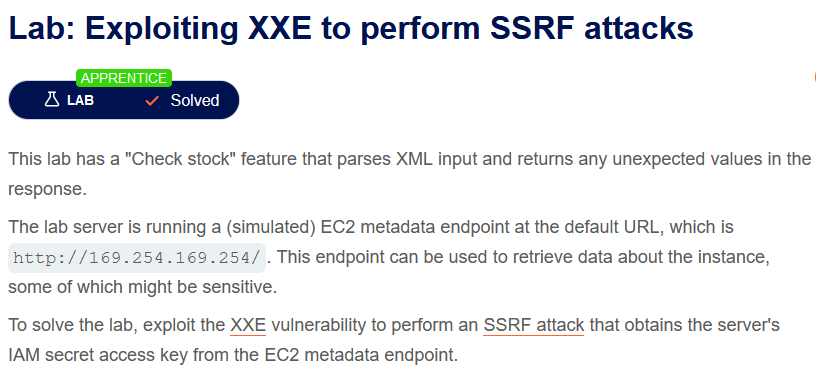 Lab: Exploiting XXE to perform SSRF attacks
APPRENTICE
LAB Solved
This lab has a "Check stock" feature that parses XML input and returns any unexpected values in the
response.
The lab server is running a (simulated) EC2 metadata endpoint at the default URL, which is
http://169.254.169.254/. This endpoint can be used to retrieve data about the instance,
some of which might be sensitive.
To solve the lab, exploit the XXE vulnerability to perform an SSRF attack that obtains the server's
IAM secret access key from the EC2 metadata endpoint.